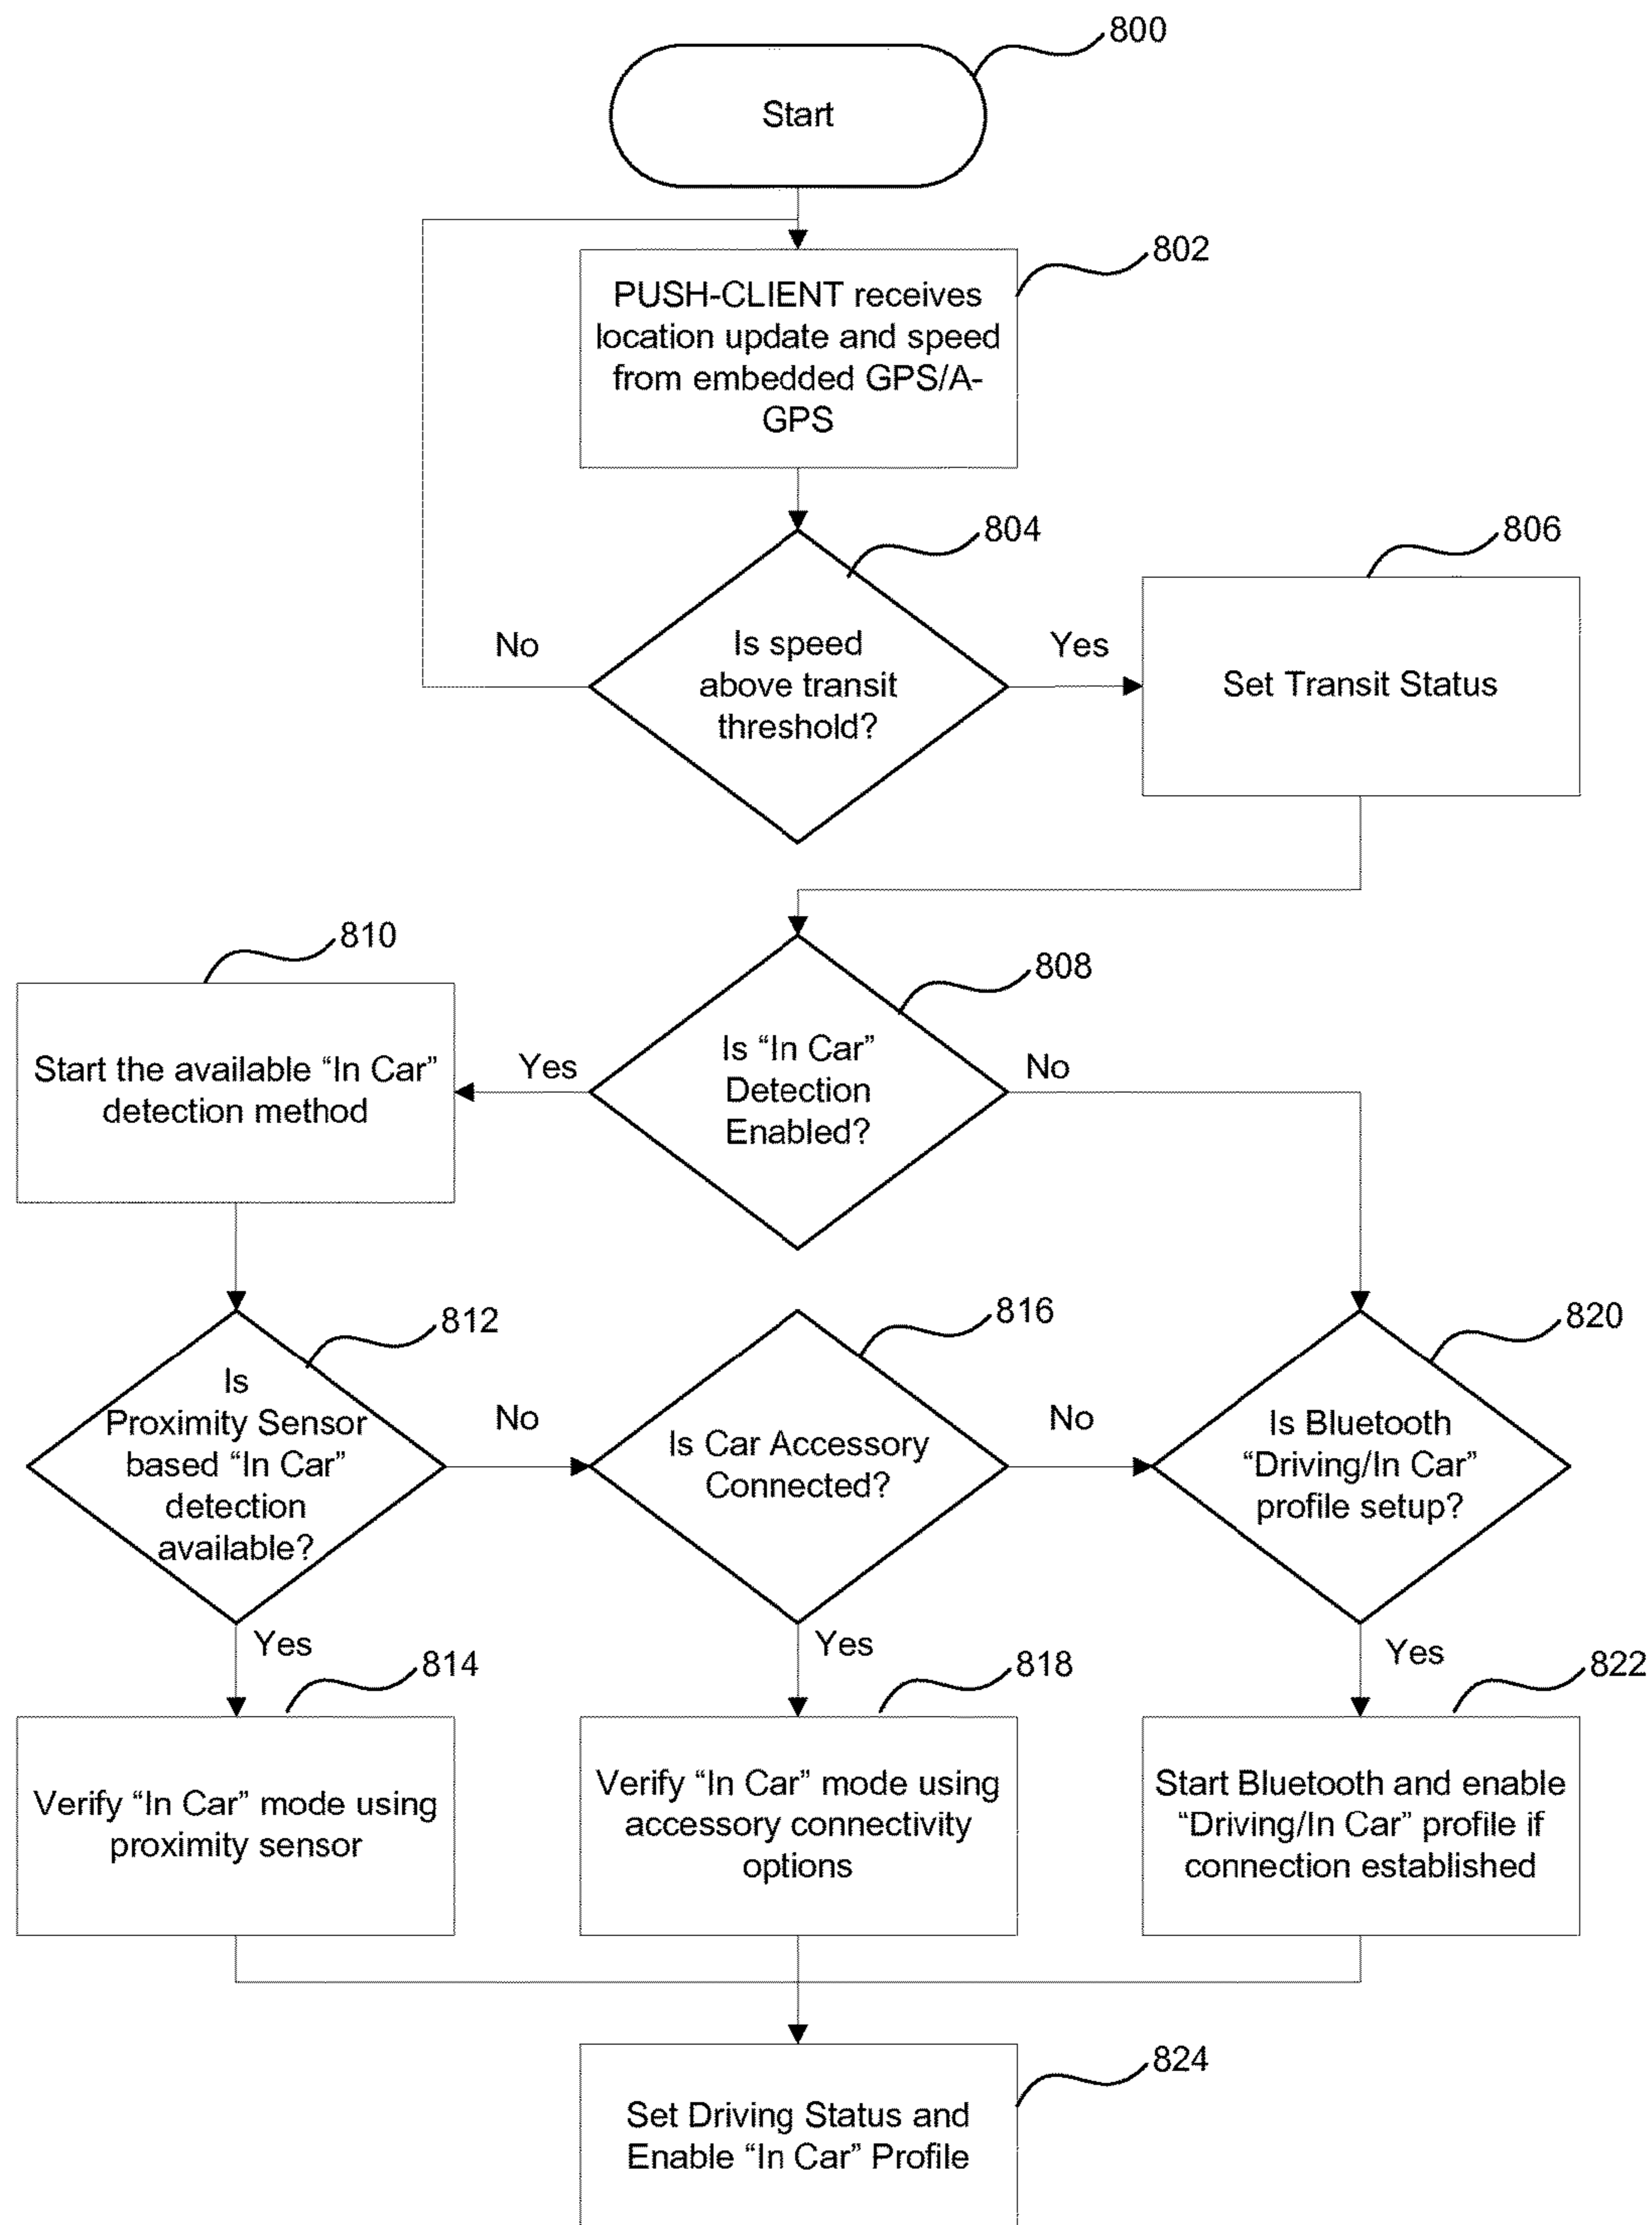 800
Start
802
PUSH-CLIENT receives
location update and speed
from embedded GPS/A-
GPS
804
806
No
Is speed
above transit
threshold?
Yes
Set Transit Status
810
808
Start the available “In Car”
detection method
Yes
Is “In Car”
Detection
Enabled?
No
812
816
820
Is
Proximity Sensor
based “In Car”
detection
available?
No
Is Car Accessory
Connected?
No
Is Bluetooth
“Driving/In Car”
profile setup?
Yes
Yes
Yes
814
818
822
Verify “In Car” mode using
proximity sensor
Verify “In Car” mode using
accessory connectivity
options
Start Bluetooth and enable
“Driving/In Car” profile if
connection established
824
Set Driving Status and
Enable “In Car” Profile